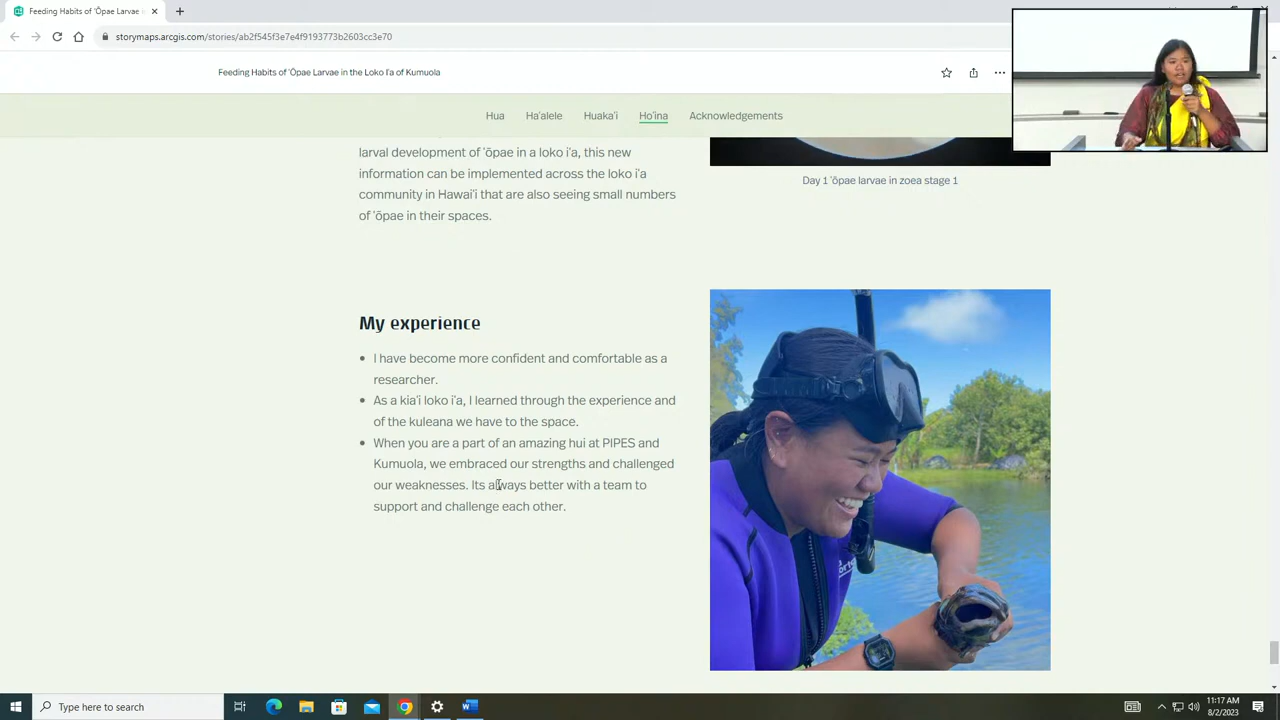 Feeding Habits of ʻŌpae Larvae i
storymaps.arcgis.com/stories/ab2f545f3e7e4f9193773b2603cc3e70
Feeding Habits of ʻŌpae Larvae in the Loko Iʻa of Kumuola
Hua
Haʻalele
Huakaʻi
Hoʻina
Acknowledgements
larval development of ʻōpae in a loko iʻa, this new
information can be implemented across the loko iʻa
community in Hawaiʻi that are also seeing small numbers
of ʻōpae in their spaces.
Day 1 ʻōpae larvae in zoea stage 1
My experience
• I have become more confident and comfortable as a
researcher.
• As a kiaʻi loko iʻa, I learned through the experience and
of the kuleana we have to the space.
• When you are a part of an amazing hui at PIPES and
Kumuola, we embraced our strengths and challenged
our weaknesses. Its always better with a team to
support and challenge each other.
Type here to search
11:17 AM
8/2/2023